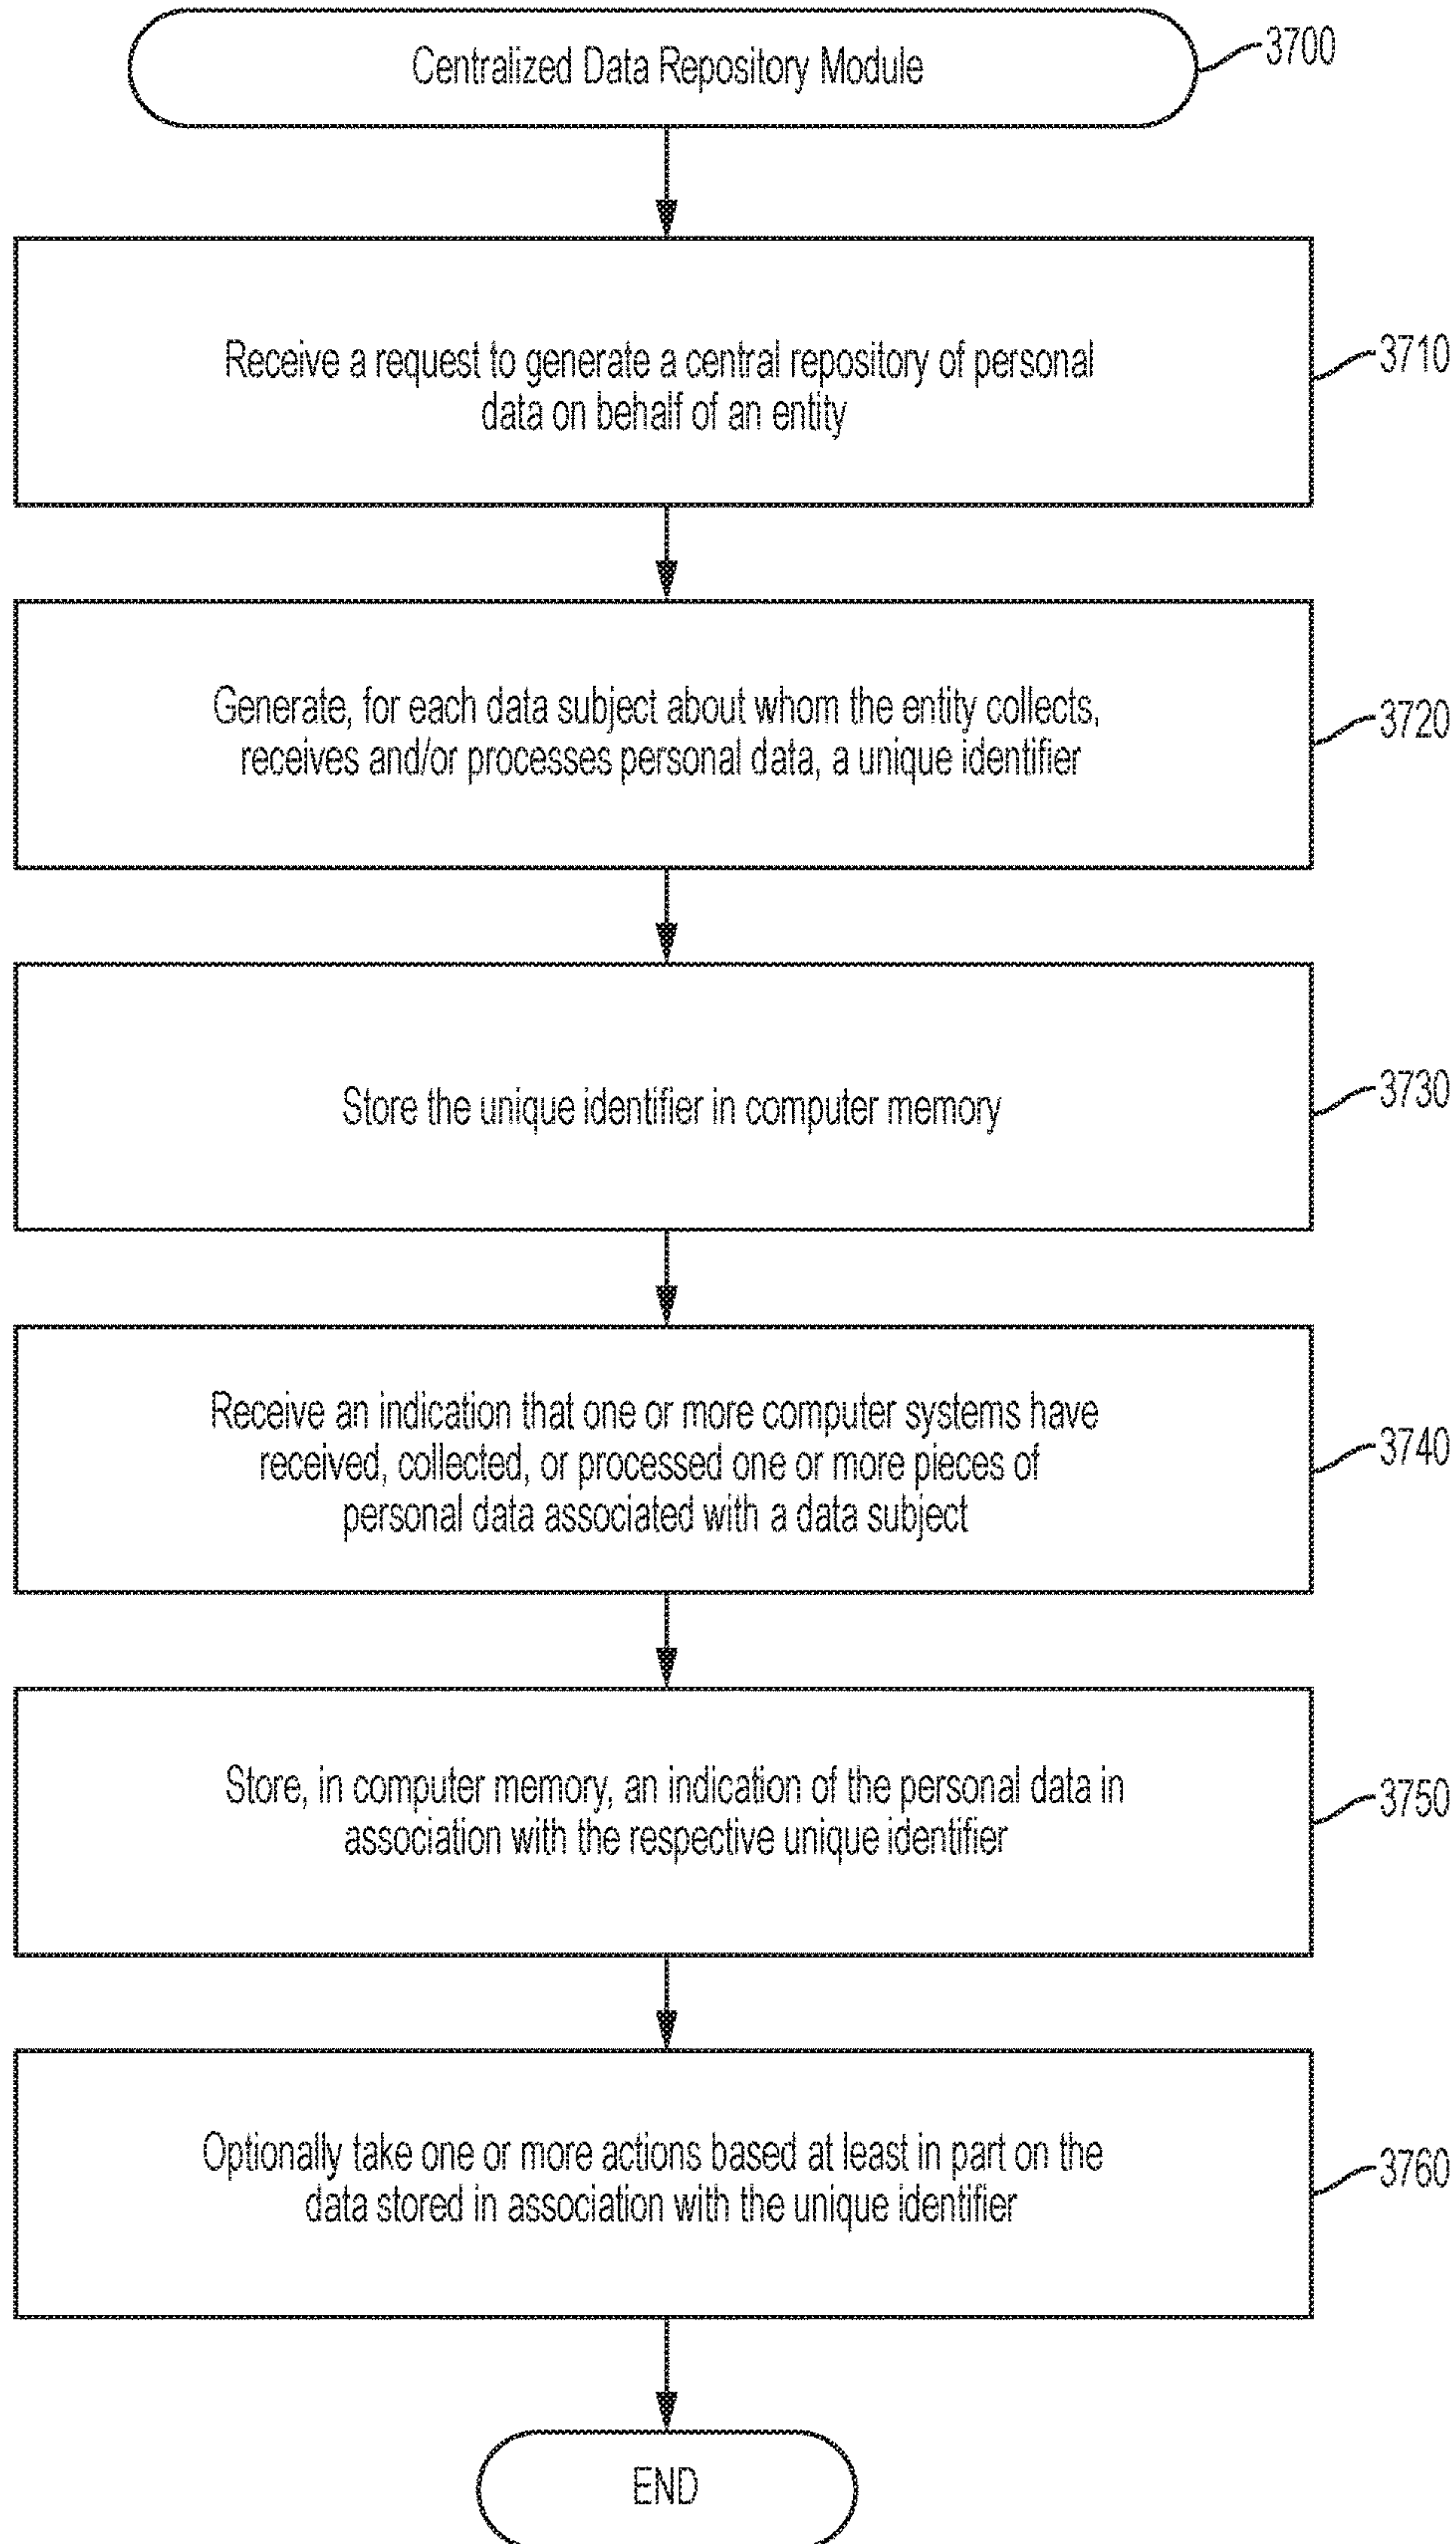 Centralized Data Repository Module
3700
Receive a request to generate a central repository of personal
data on behalf of an entity
3710
Generate, for each data subject about whom the entity collects,
receives and/or processes personal data, a unique identifier
3720
Store the unique identifier in computer memory
3730
Receive an indication that one or more computer systems have
received, collected, or processed one or more pieces of
personal data associated with a data subject
3740
Store, in computer memory, an indication of the personal data in
association with the respective unique identifier
3750
Optionally take one or more actions based at least in part on the
data stored in association with the unique identifier
3760
END